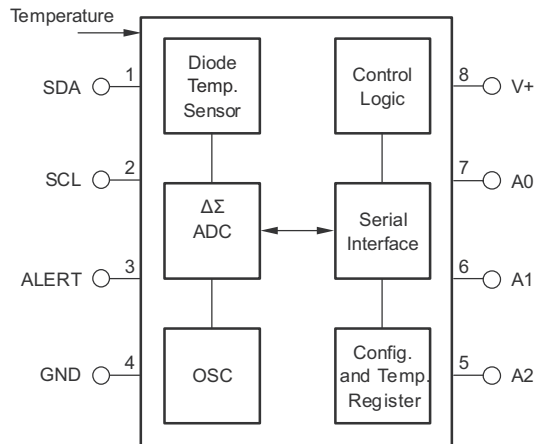 Temperature
SDA
1
Diode
Temp.
Sensor
Control
Logic
8
V+
SCL
2
7
A0
ΔΣ
ADC
Serial
Interface
ALERT
3
6
A1
GND
4
OSC
Config.
and Temp.
Register
5
A2